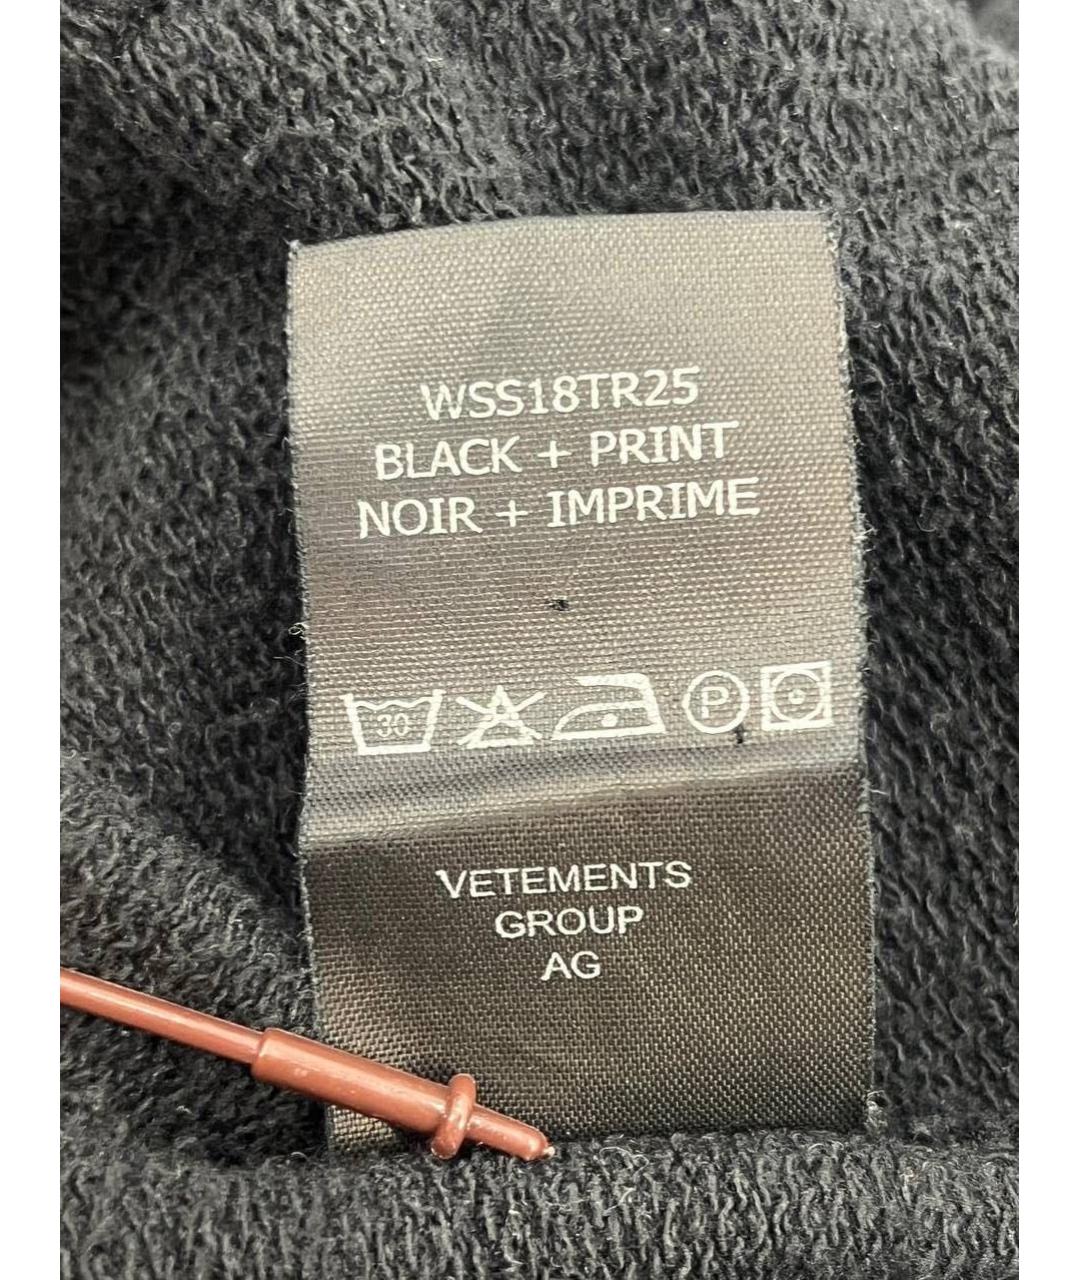 WSS18TR25
BLACK + PRINT
NOIR + IMPRIME
30 P
VETEMENTS
GROUP
AG